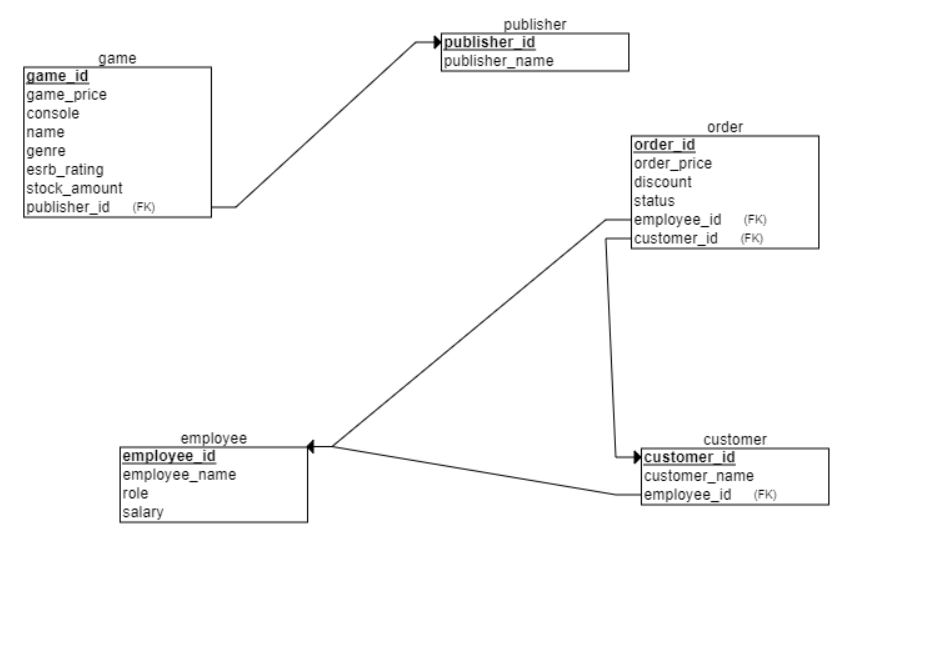 publisher
publisher_id
publisher_name
game
game_id
game_price
console
name
genre
esrb_rating
stock_amount
publisher_id (FK)
order
order_id
order_price
discount
status
employee_id (FK)
customer_id (FK)
employee
employee_id
employee_name
role
salary
customer
customer_id
customer_name
employee_id (FK)